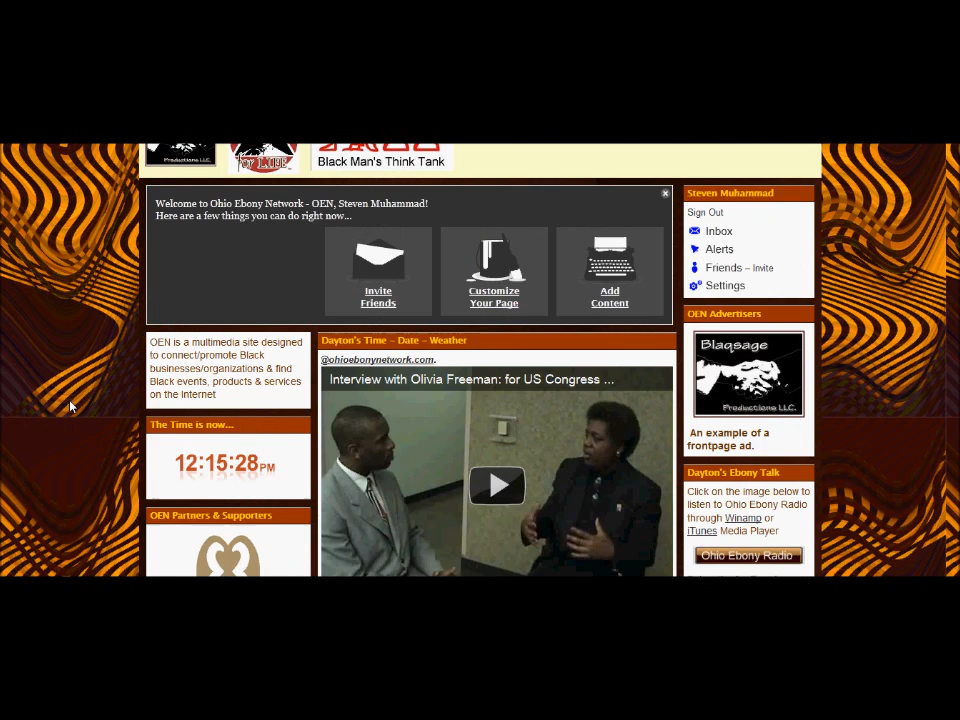 Productions LLC.
for LIFE
Black Man's Think Tank
Welcome to Ohio Ebony Network - OEN, Steven Muhammad!
Here are a few things you can do right now...
Invite
Friends
Customize
Your Page
Add
Content
OEN is a multimedia site designed
to connect/promote Black
businesses/organizations & find
Black events, products & services
on the Internet
The Time is now...
12:15:28PM
OEN Partners & Supporters
Dayton's Time – Date – Weather
@ohioebonynetwork.com.
Interview with Olivia Freeman: for US Congress ...
Steven Muhammad
Sign Out
Inbox
Alerts
Friends – Invite
Settings
OEN Advertisers
Blaqsage
Productions LLC.
An example of a
frontpage ad.
Dayton's Ebony Talk
Click on the image below to
listen to Ohio Ebony Radio
through Winamp or
iTunes Media Player
Ohio Ebony Radio